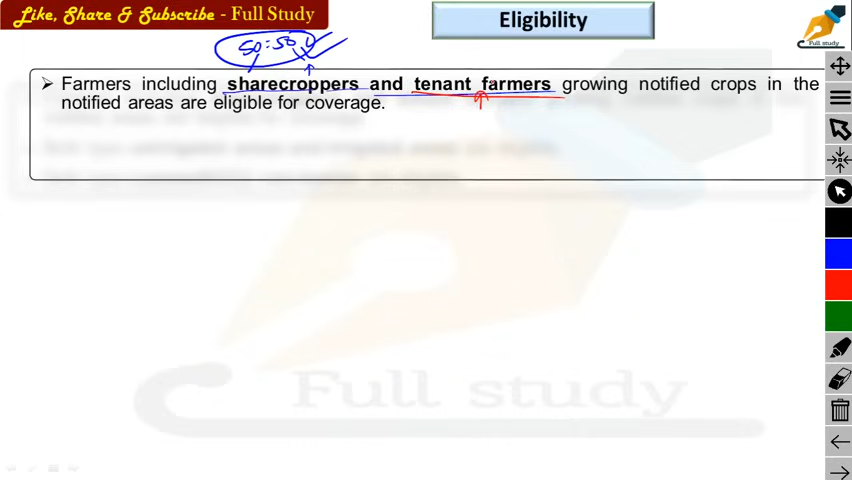 Like, Share & Subscribe - Full Study
Eligibility
Full study
50:50
➢ Farmers including sharecroppers and tenant farmers growing notified crops in the
notified areas are eligible for coverage.
Full study